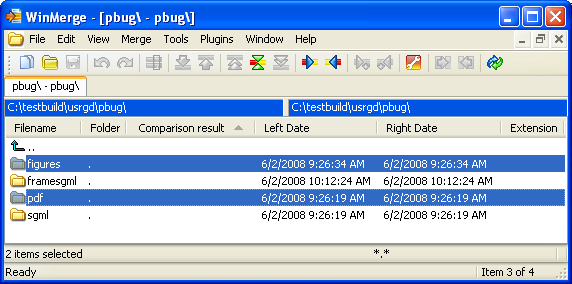 WinMerge - [pbug\ - pbug\]
File Edit View Merge Tools Plugins Window Help
pbug\ - pbug\
C:\testbuild\usrgd\pbug\ C:\testbuild\usrgd\pbug\
Filename Folder Comparison result Left Date Right Date Extension
..
figures . 6/2/2008 9:26:34 AM 6/2/2008 9:26:34 AM
framesgml . 6/2/2008 10:12:24 AM 6/2/2008 10:12:24 AM
pdf . 6/2/2008 9:26:19 AM 6/2/2008 9:26:19 AM
sgml . 6/2/2008 9:26:19 AM 6/2/2008 9:26:19 AM
2 items selected *.*
Ready Item 3 of 4